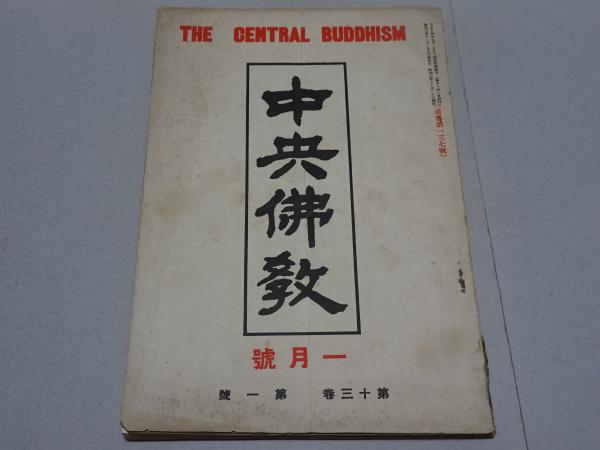 THE CENTRAL BUDDHISM
中央佛教
一月號
第十三卷 第一號